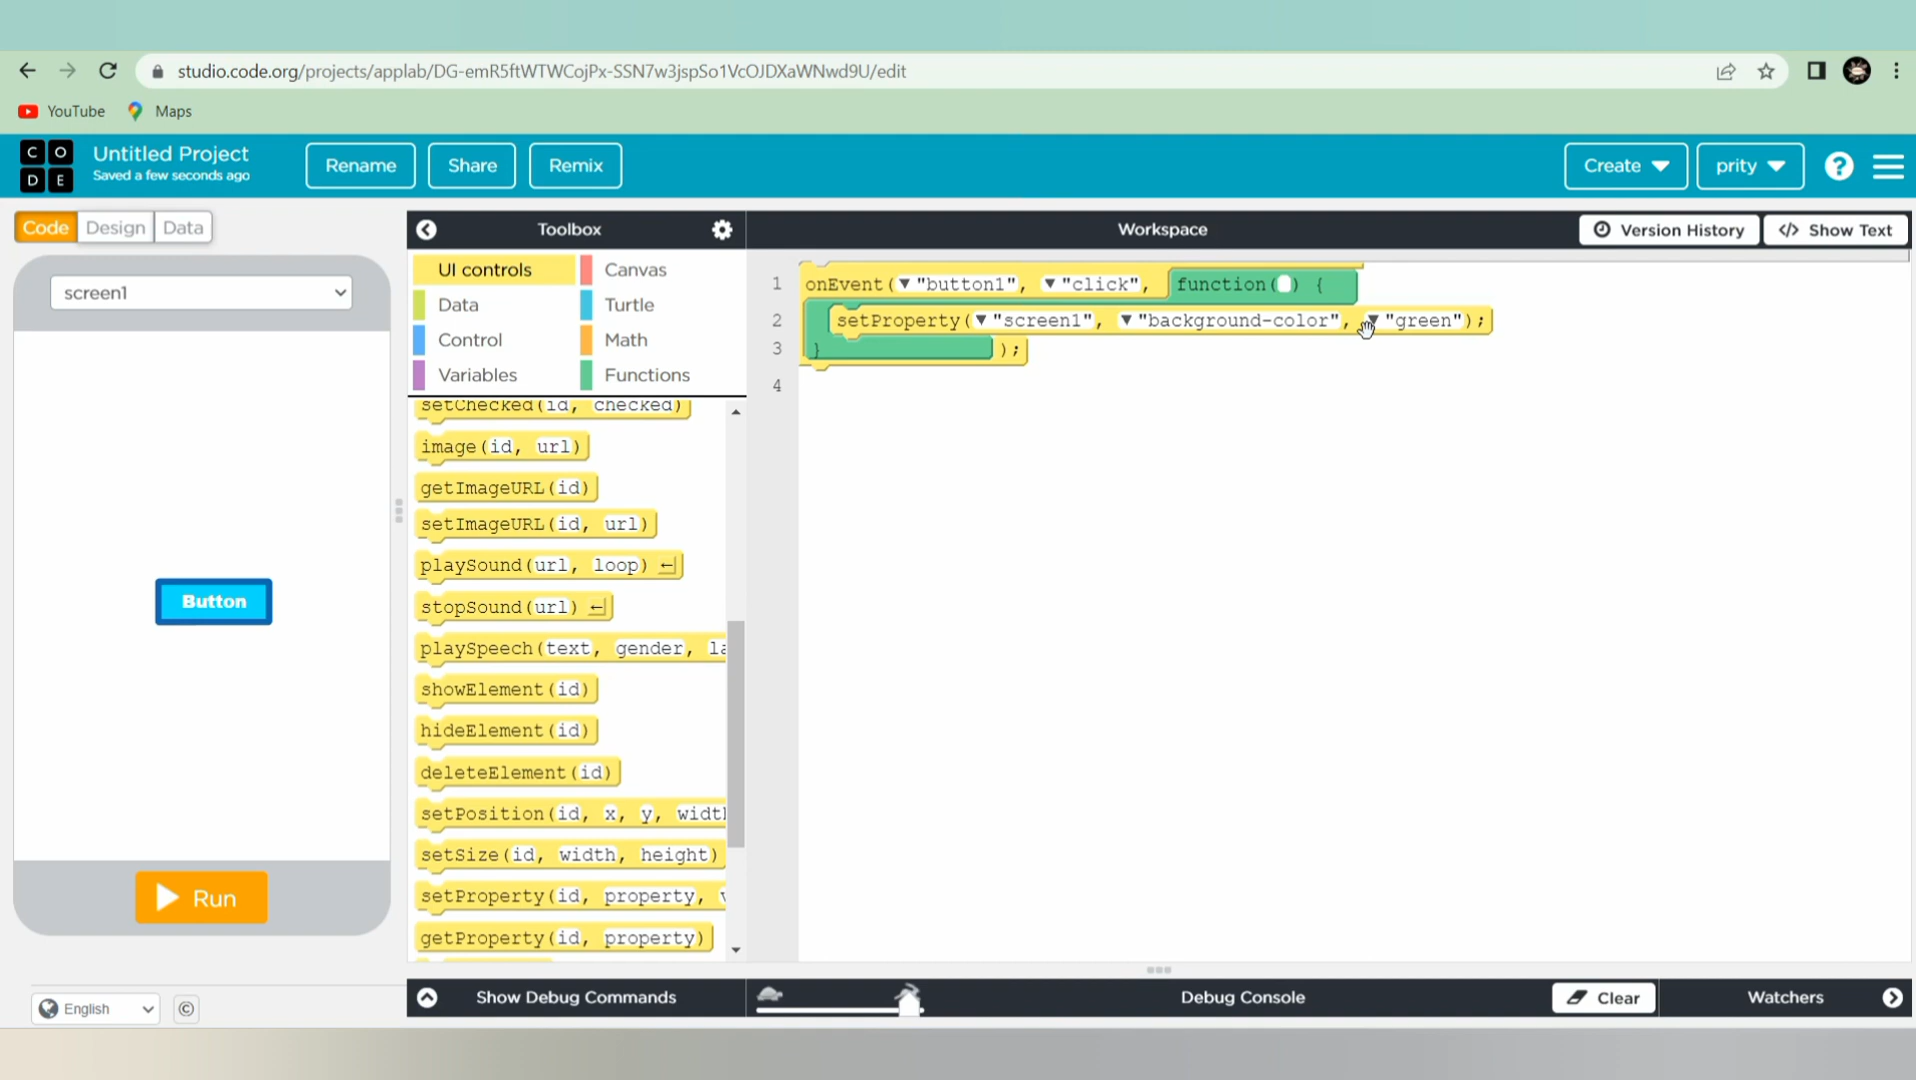 studio.code.org/projects/applab/DG-emR5ftWTWCojPx-SSN7w3jspSo1VcOJDXaWNwd9U/edit
YouTube Maps
C O D E
Untitled Project
Saved a few seconds ago
Rename Share Remix
Create prity ?
Code Design Data
Toolbox
Workspace
Version History </> Show Text
screen1
UI controls Canvas
Data Turtle
Control Math
Variables Functions
setChecked(id, checked)
image(id, url)
getImageURL(id)
setImageURL(id, url)
playSound(url, loop)
stopSound(url)
playSpeech(text, gender, la
showElement(id)
hideElement(id)
deleteElement(id)
setPosition(id, x, y, widt
setSize(id, width, height)
setProperty(id, property, v
getProperty(id, property)
1 onEvent(▼"button1", ▼"click", function( ) {
2 setProperty(▼"screen1", ▼"background-color", ▼"green");
3 } );
4
Button
Run
English ©
Show Debug Commands
Debug Console
Clear
Watchers